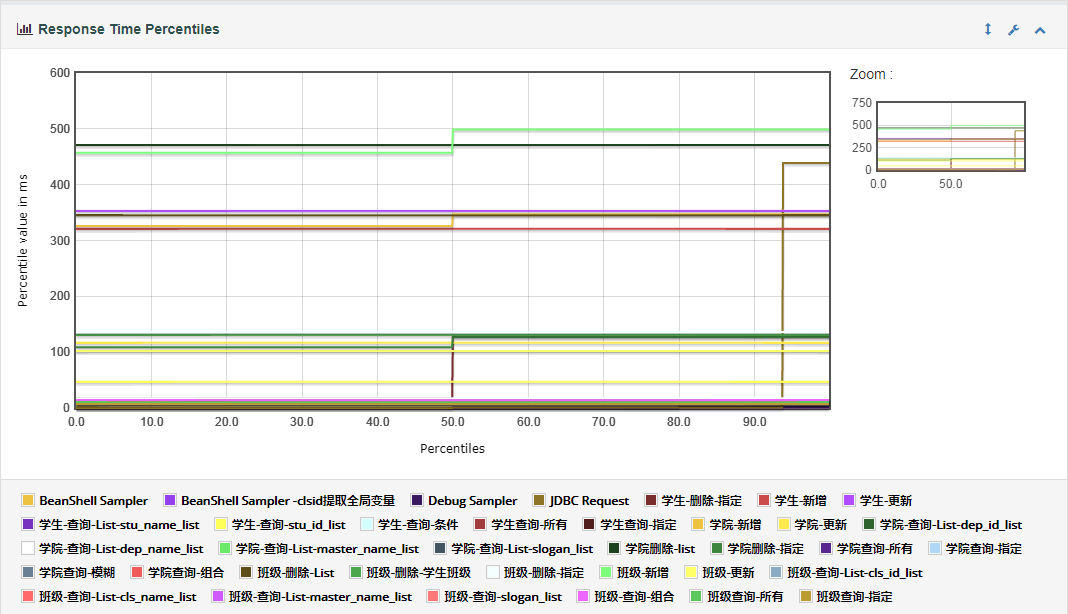 Response Time Percentiles
Zoom :
600
500
400
300
200
100
0
Percentile value in ms
0.0 10.0 20.0 30.0 40.0 50.0 60.0 70.0 80.0 90.0
Percentiles
750
500
250
0
0.0 50.0
BeanShell Sampler BeanShell Sampler -clsid提取全局变量 Debug Sampler JDBC Request 学生-删除-指定 学生-新增 学生-更新
学生-查询-List-stu_name_list 学生-查询-stu_id_list 学生-查询-条件 学生查询-所有 学生查询-指定 学院-新增 学院-更新 学院-查询-List-dep_id_list
学院-查询-List-dep_name_list 学院-查询-List-master_name_list 学院-查询-List-slogan_list 学院删除-list 学院删除-指定 学院查询-所有 学院查询-指定
学院查询-模糊 学院查询-组合 班级-删除-List 班级-删除-学生班级 班级-删除-指定 班级-新增 班级-更新 班级-查询-List-cls_id_list
班级-查询-List-cls_name_list 班级-查询-List-master_name_list 班级-查询-slogan_list 班级-查询-组合 班级查询-所有 班级查询-指定